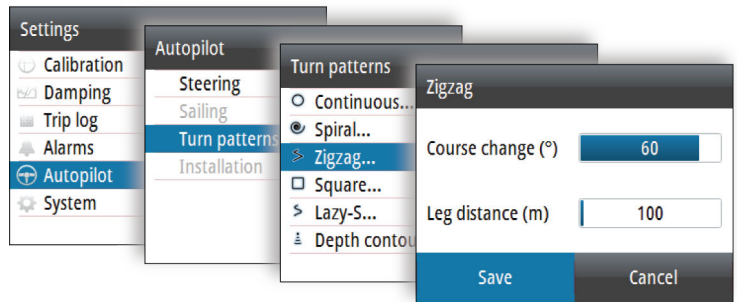 Settings
Calibration
Damping
Trip log
Alarms
Autopilot
System
Autopilot
Steering
Sailing
Turn patterns
Installation
Turn patterns
Continuous...
Spiral...
Zigzag...
Square...
Lazy-S...
Depth contou
Zigzag
Course change (°) 60
Leg distance (m) 100
Save Cancel